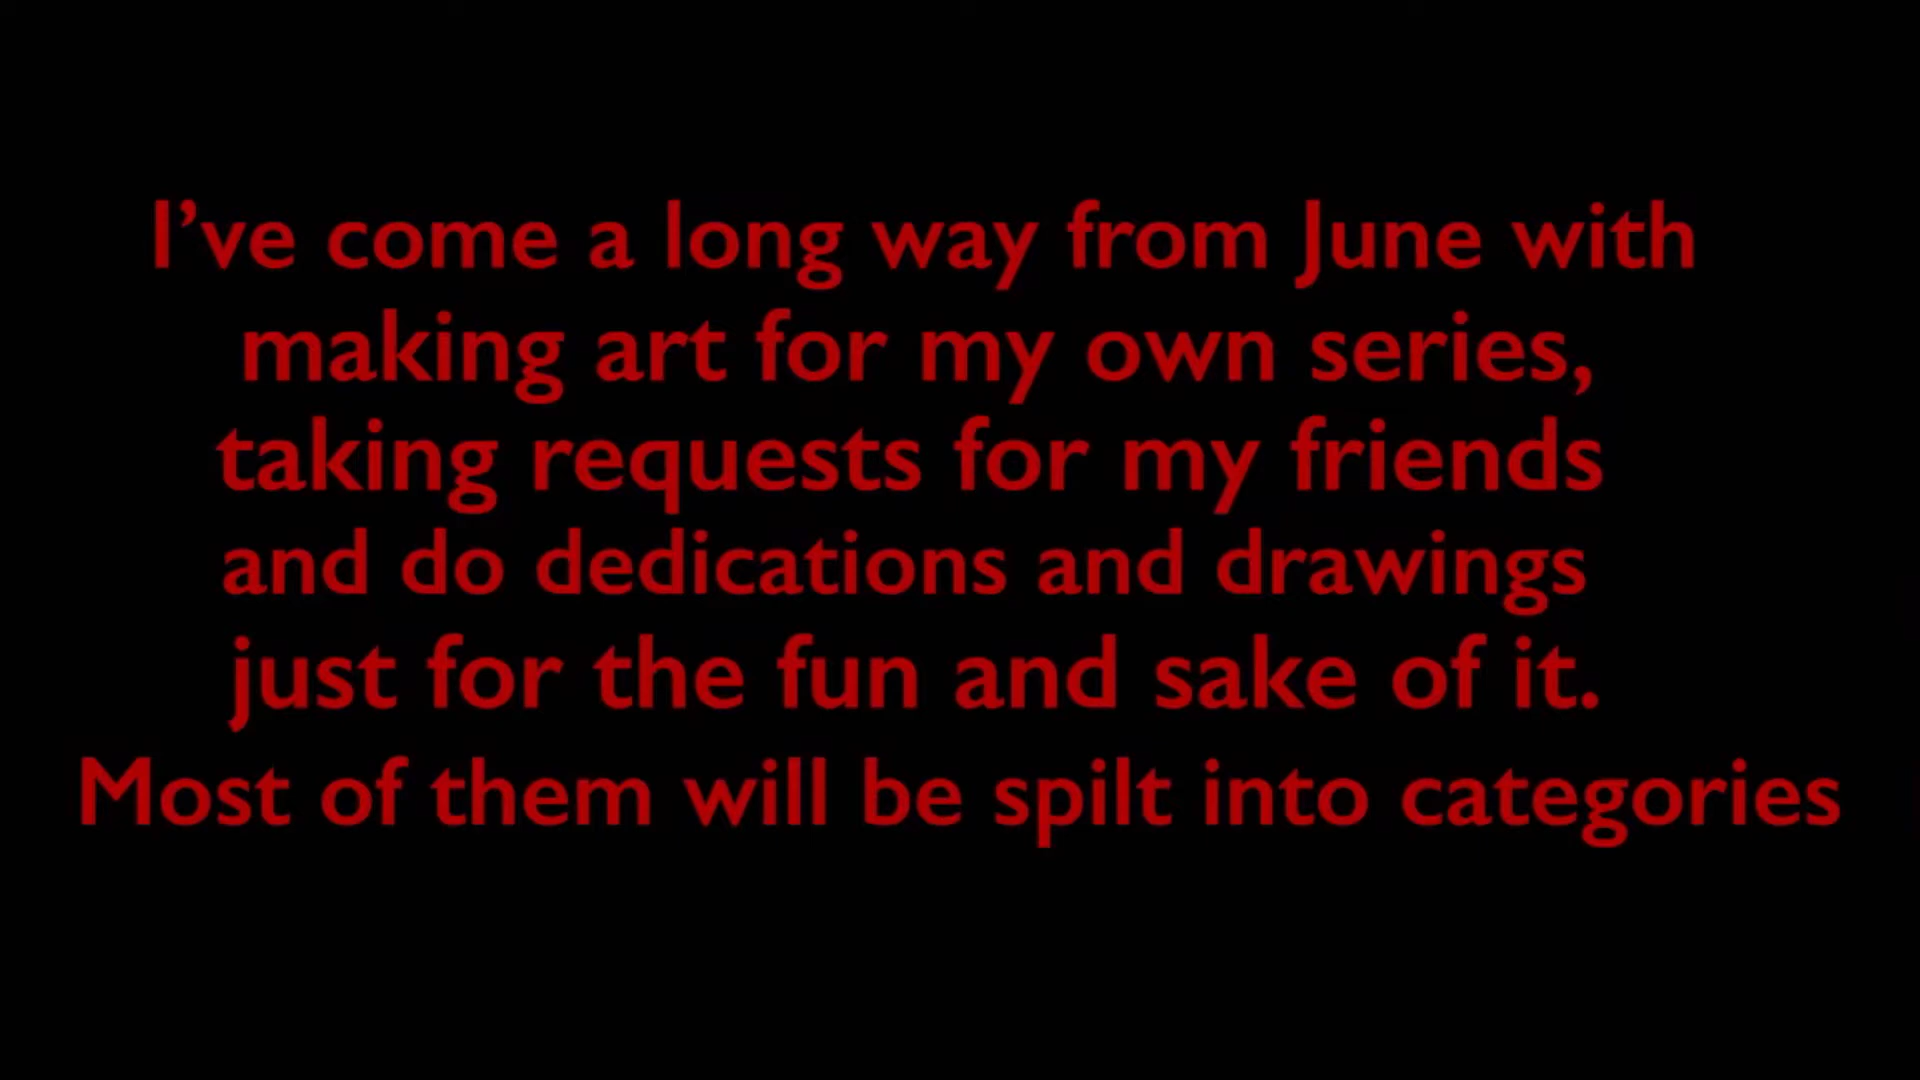 I've come a long way from June with
making art for my own series,
taking requests for my friends
and do dedications and drawings
just for the fun and sake of it.
Most of them will be spilt into categories